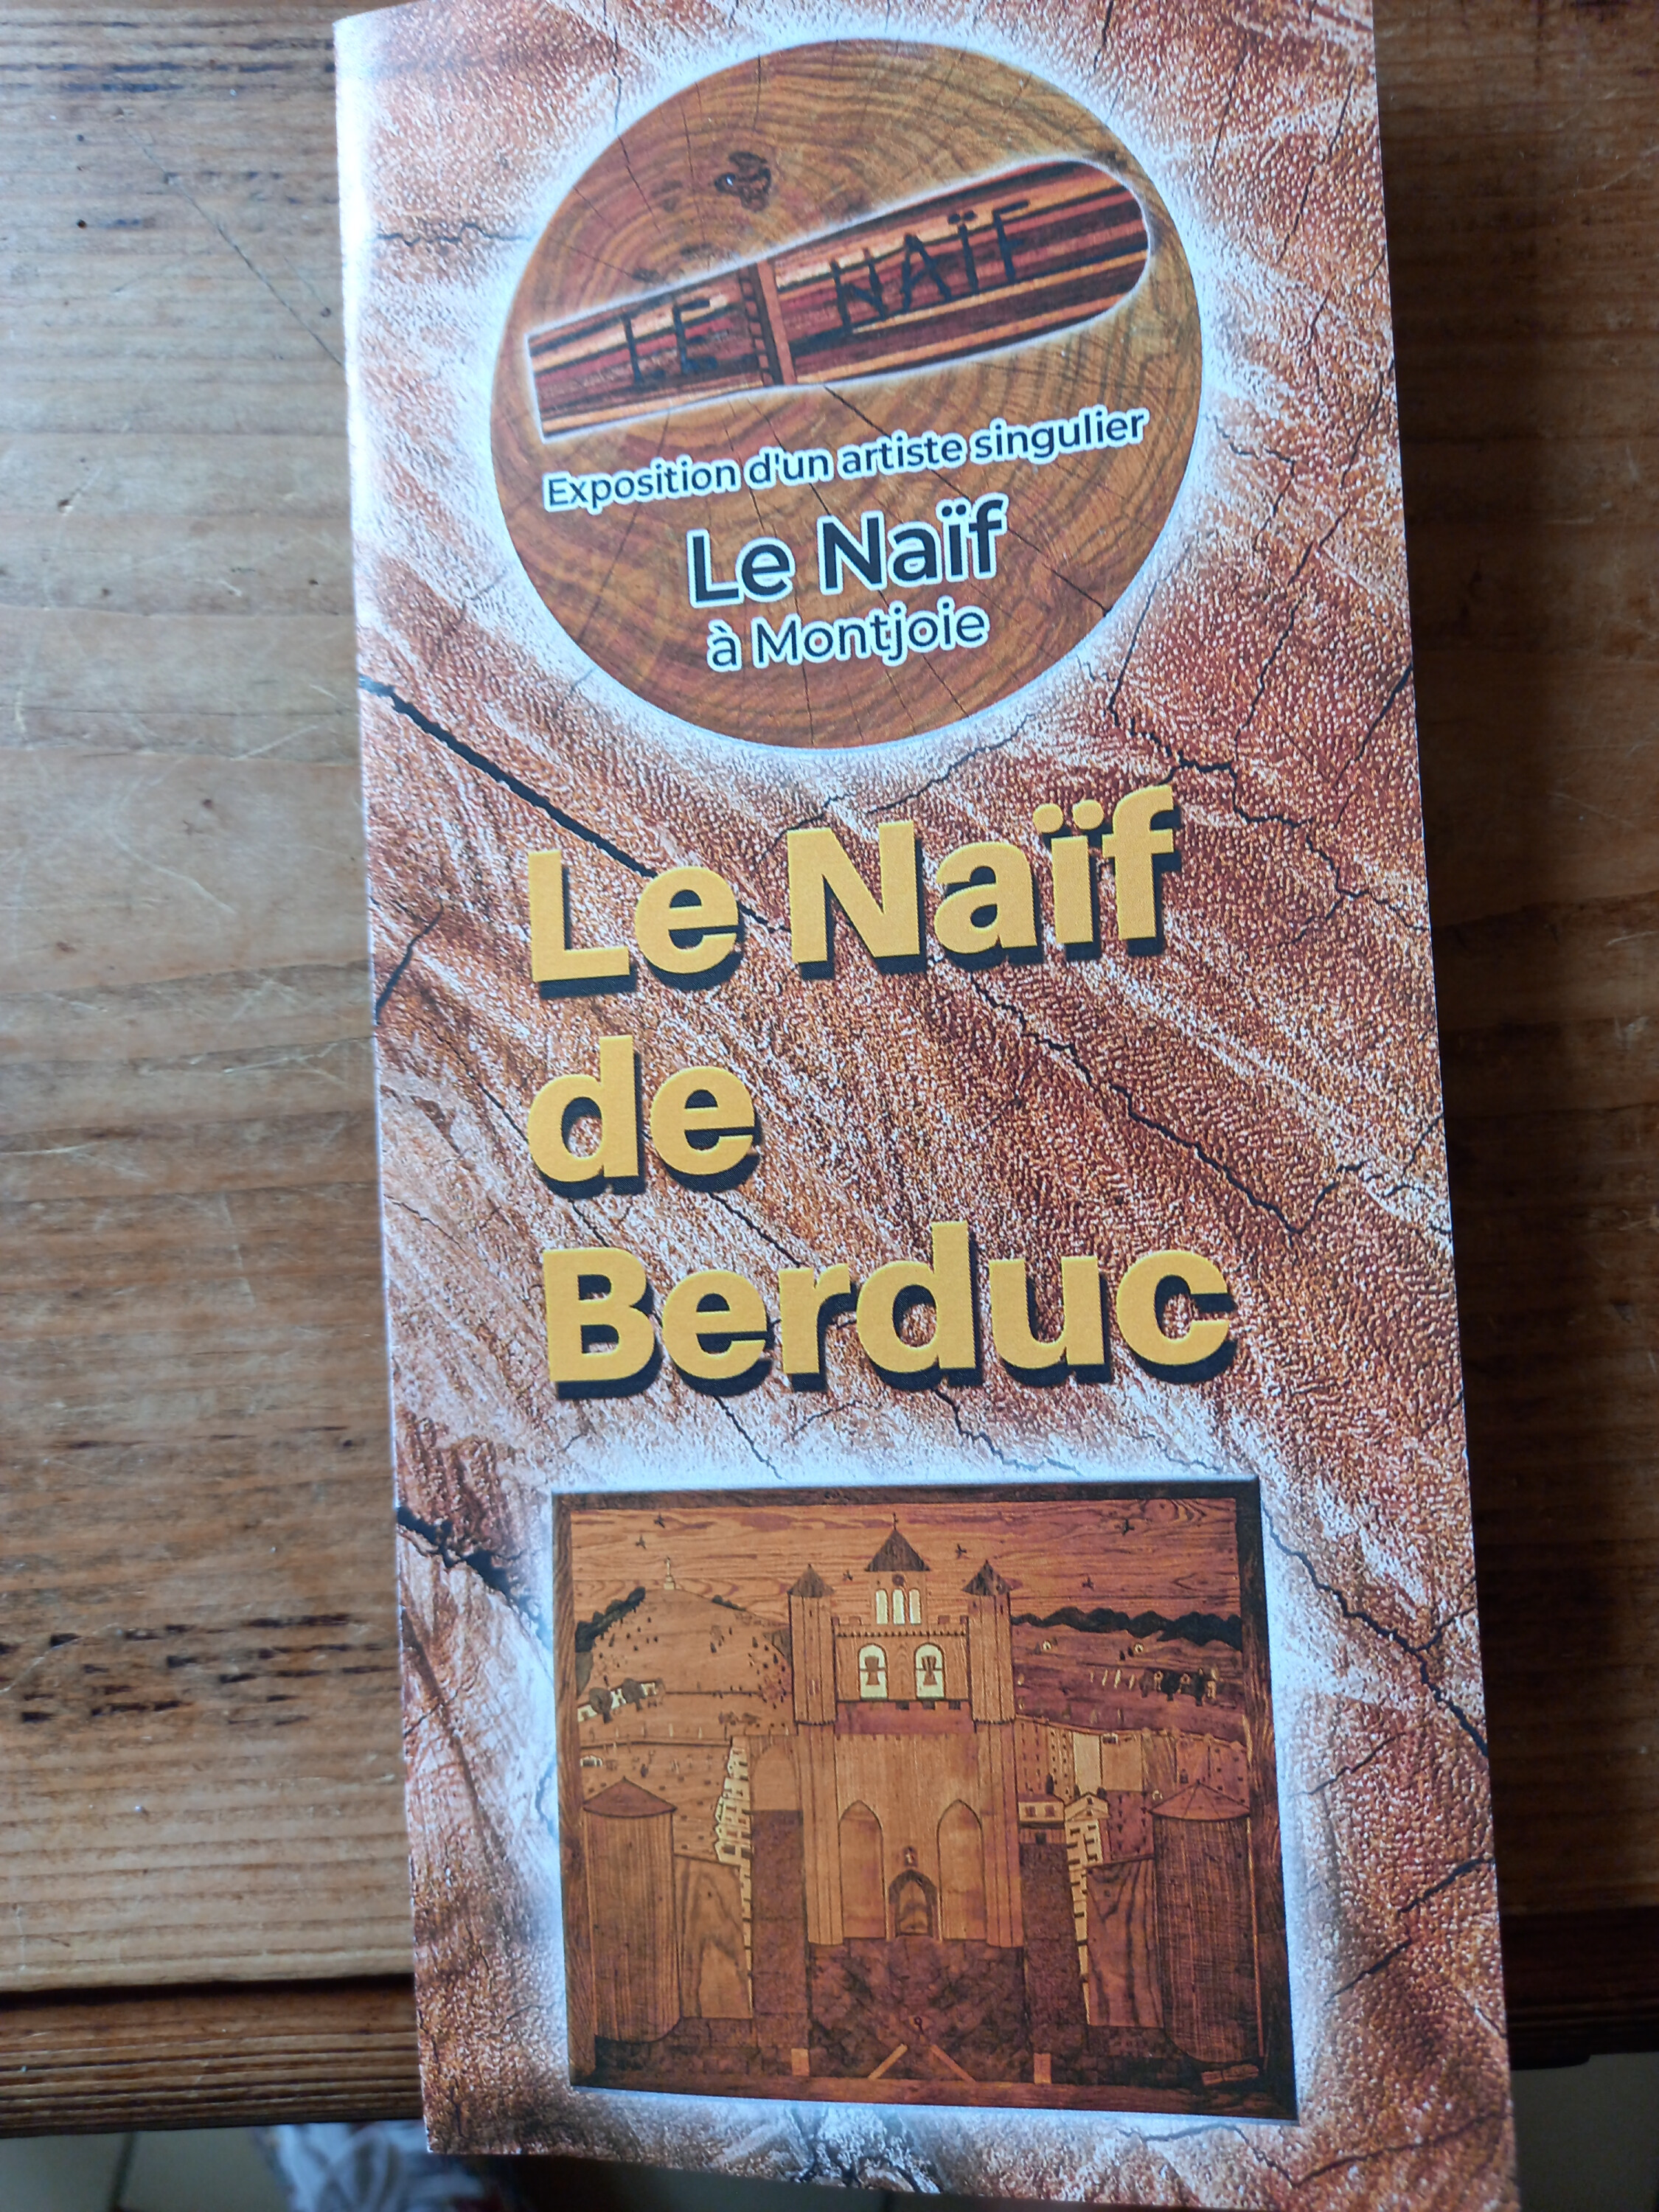 LE NAÏF
Exposition d'un artiste singulier
Le Naïf
à Montjoie
Le Naïf
de
Berduc